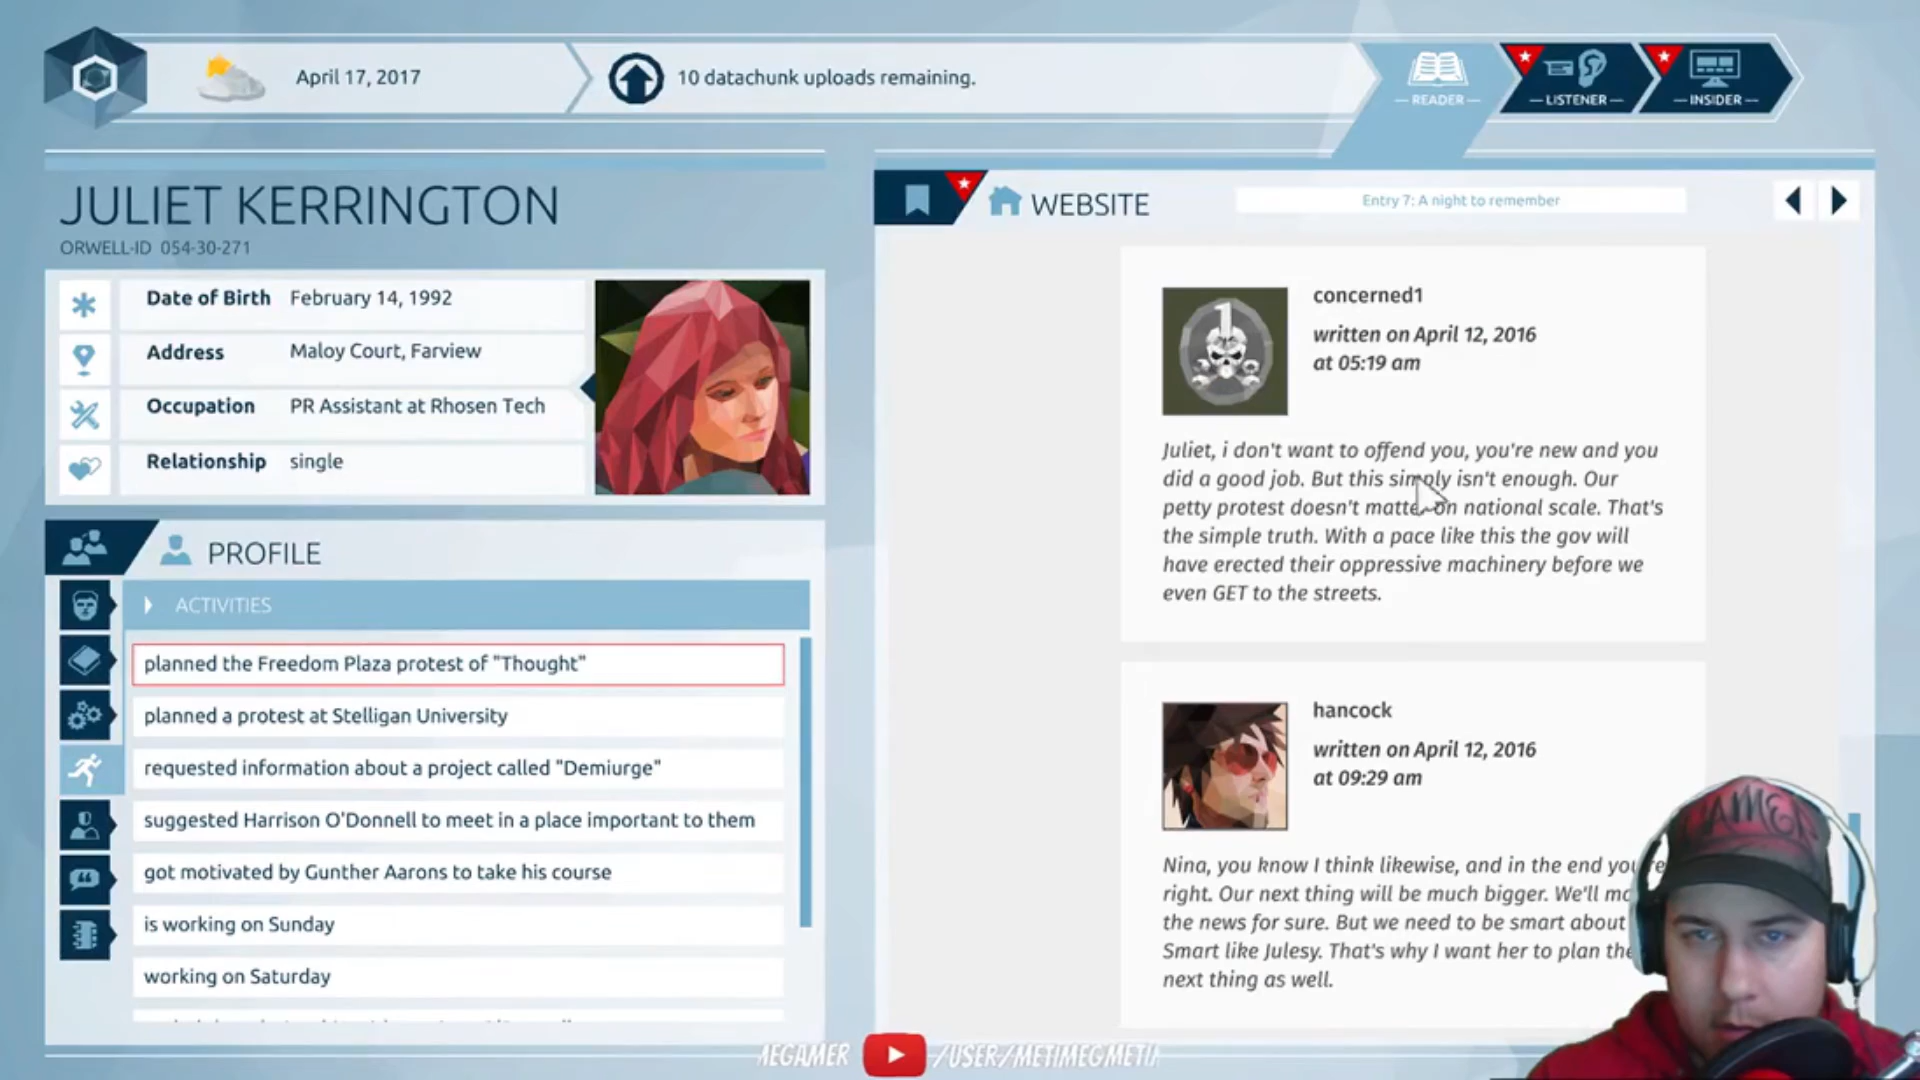 April 17, 2017
10 datachunk uploads remaining.
READER
LISTENER
INSIDER
JULIET KERRINGTON
ORWELL-ID 054-30-271
Date of Birth February 14, 1992
Address Maloy Court, Farview
Occupation PR Assistant at Rhosen Tech
Relationship single
PROFILE
ACTIVITIES
planned the Freedom Plaza protest of "Thought"
planned a protest at Stelligan University
requested information about a project called "Demiurge"
suggested Harrison O'Donnell to meet in a place important to them
got motivated by Gunther Aarons to take his course
is working on Sunday
working on Saturday
WEBSITE
Entry 7: A night to remember
1
concerned1
written on April 12, 2016
at 05:19 am
Juliet, i don't want to offend you, you're new and you
did a good job. But this simply isn't enough. Our
petty protest doesn't matter on national scale. That's
the simple truth. With a pace like this the gov will
have erected their oppressive machinery before we
even GET to the streets.
hancock
written on April 12, 2016
at 09:29 am
Nina, you know I think likewise, and in the end you're
right. Our next thing will be much bigger. We'll
the news for sure. But we need to be smart about
Smart like Julesy. That's why I want her to plan the
next thing as well.
GAMER
MEGAMER /USER/METIMEGMETI